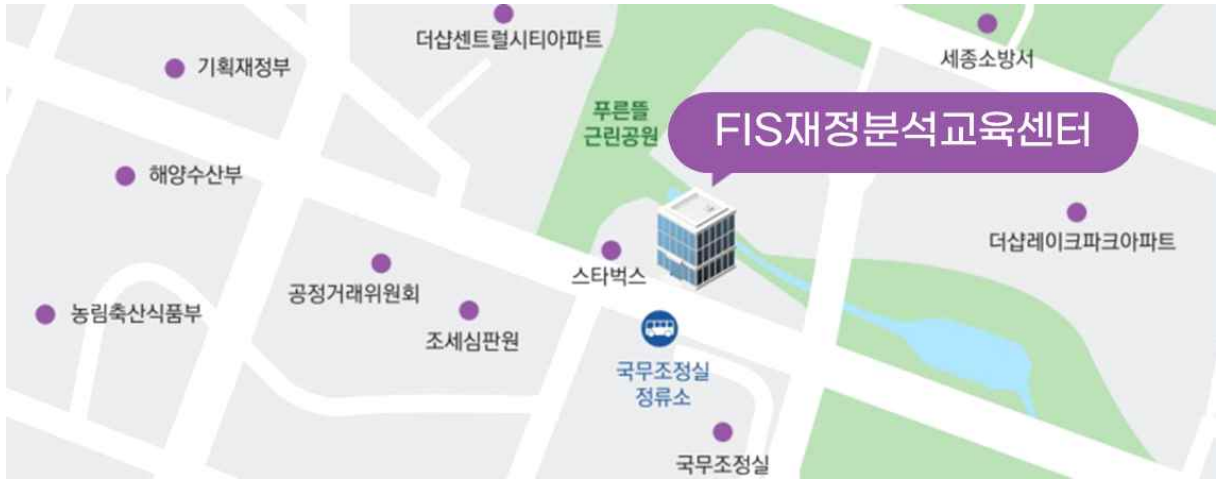 더샵센트럴시티아파트
기획재정부
세종소방서
푸른뜰
근린공원
FIS재정분석교육센터
해양수산부
더샵레이크파크아파트
스타벅스
공정거래위원회
농림축산식품부
조세심판원
국무조정실
정류소
국무조정실